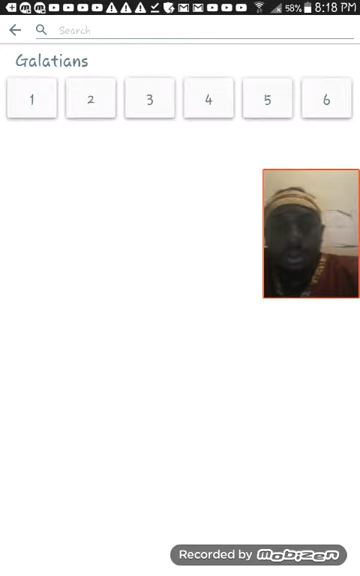 58% 8:18 PM
Search
Galatians
1 2 3 4 5 6
Recorded by mobizen